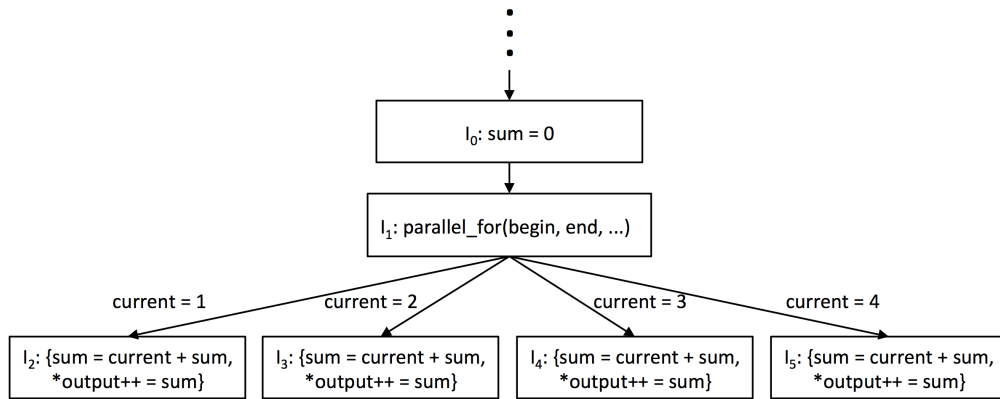 I₀: sum = 0
I₁: parallel_for(begin, end, ...)
current = 1
current = 2
current = 3
current = 4
I₂: {sum = current + sum,
*output++ = sum}
I₃: {sum = current + sum,
*output++ = sum}
I₄: {sum = current + sum,
*output++ = sum}
I₅: {sum = current + sum,
*output++ = sum}